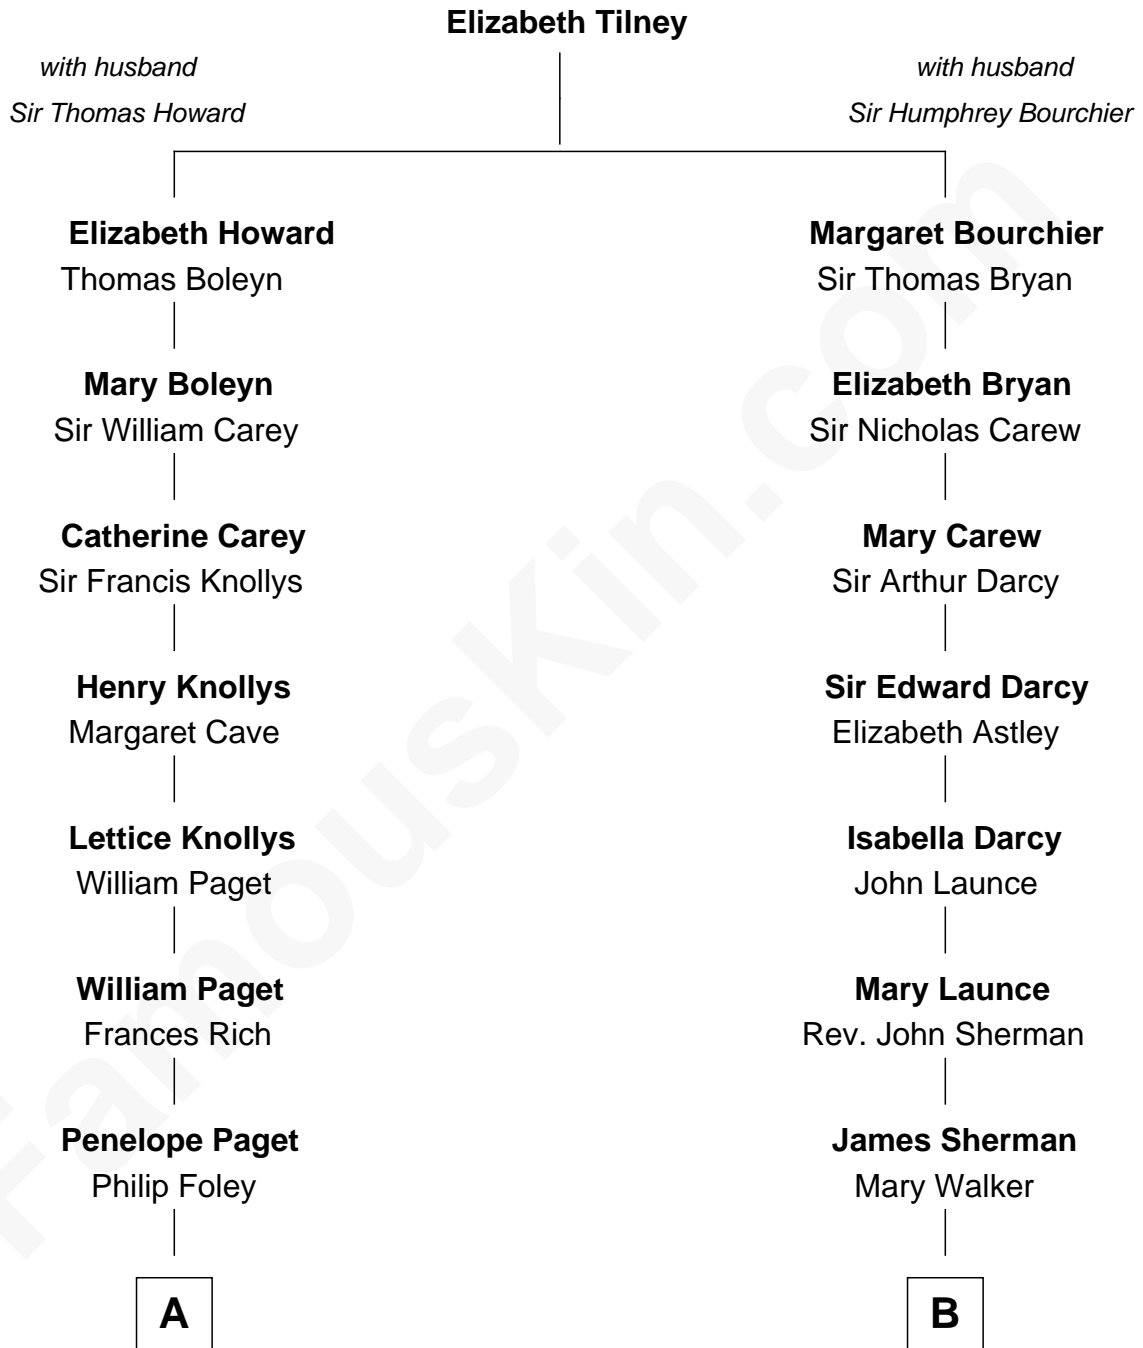 Elizabeth Tilney
with husband
Sir Thomas Howard
with husband
Sir Humphrey Bourchier
Elizabeth Howard
Thomas Boleyn
Margaret Bourchier
Sir Thomas Bryan
Mary Boleyn
Sir William Carey
Elizabeth Bryan
Sir Nicholas Carew
Catherine Carey
Sir Francis Knollys
Mary Carew
Sir Arthur Darcy
Henry Knollys
Margaret Cave
Sir Edward Darcy
Elizabeth Astley
Lettice Knollys
William Paget
Isabella Darcy
John Launce
William Paget
Frances Rich
Mary Launce
Rev. John Sherman
Penelope Paget
Philip Foley
James Sherman
Mary Walker
A
B
FamousKin.com